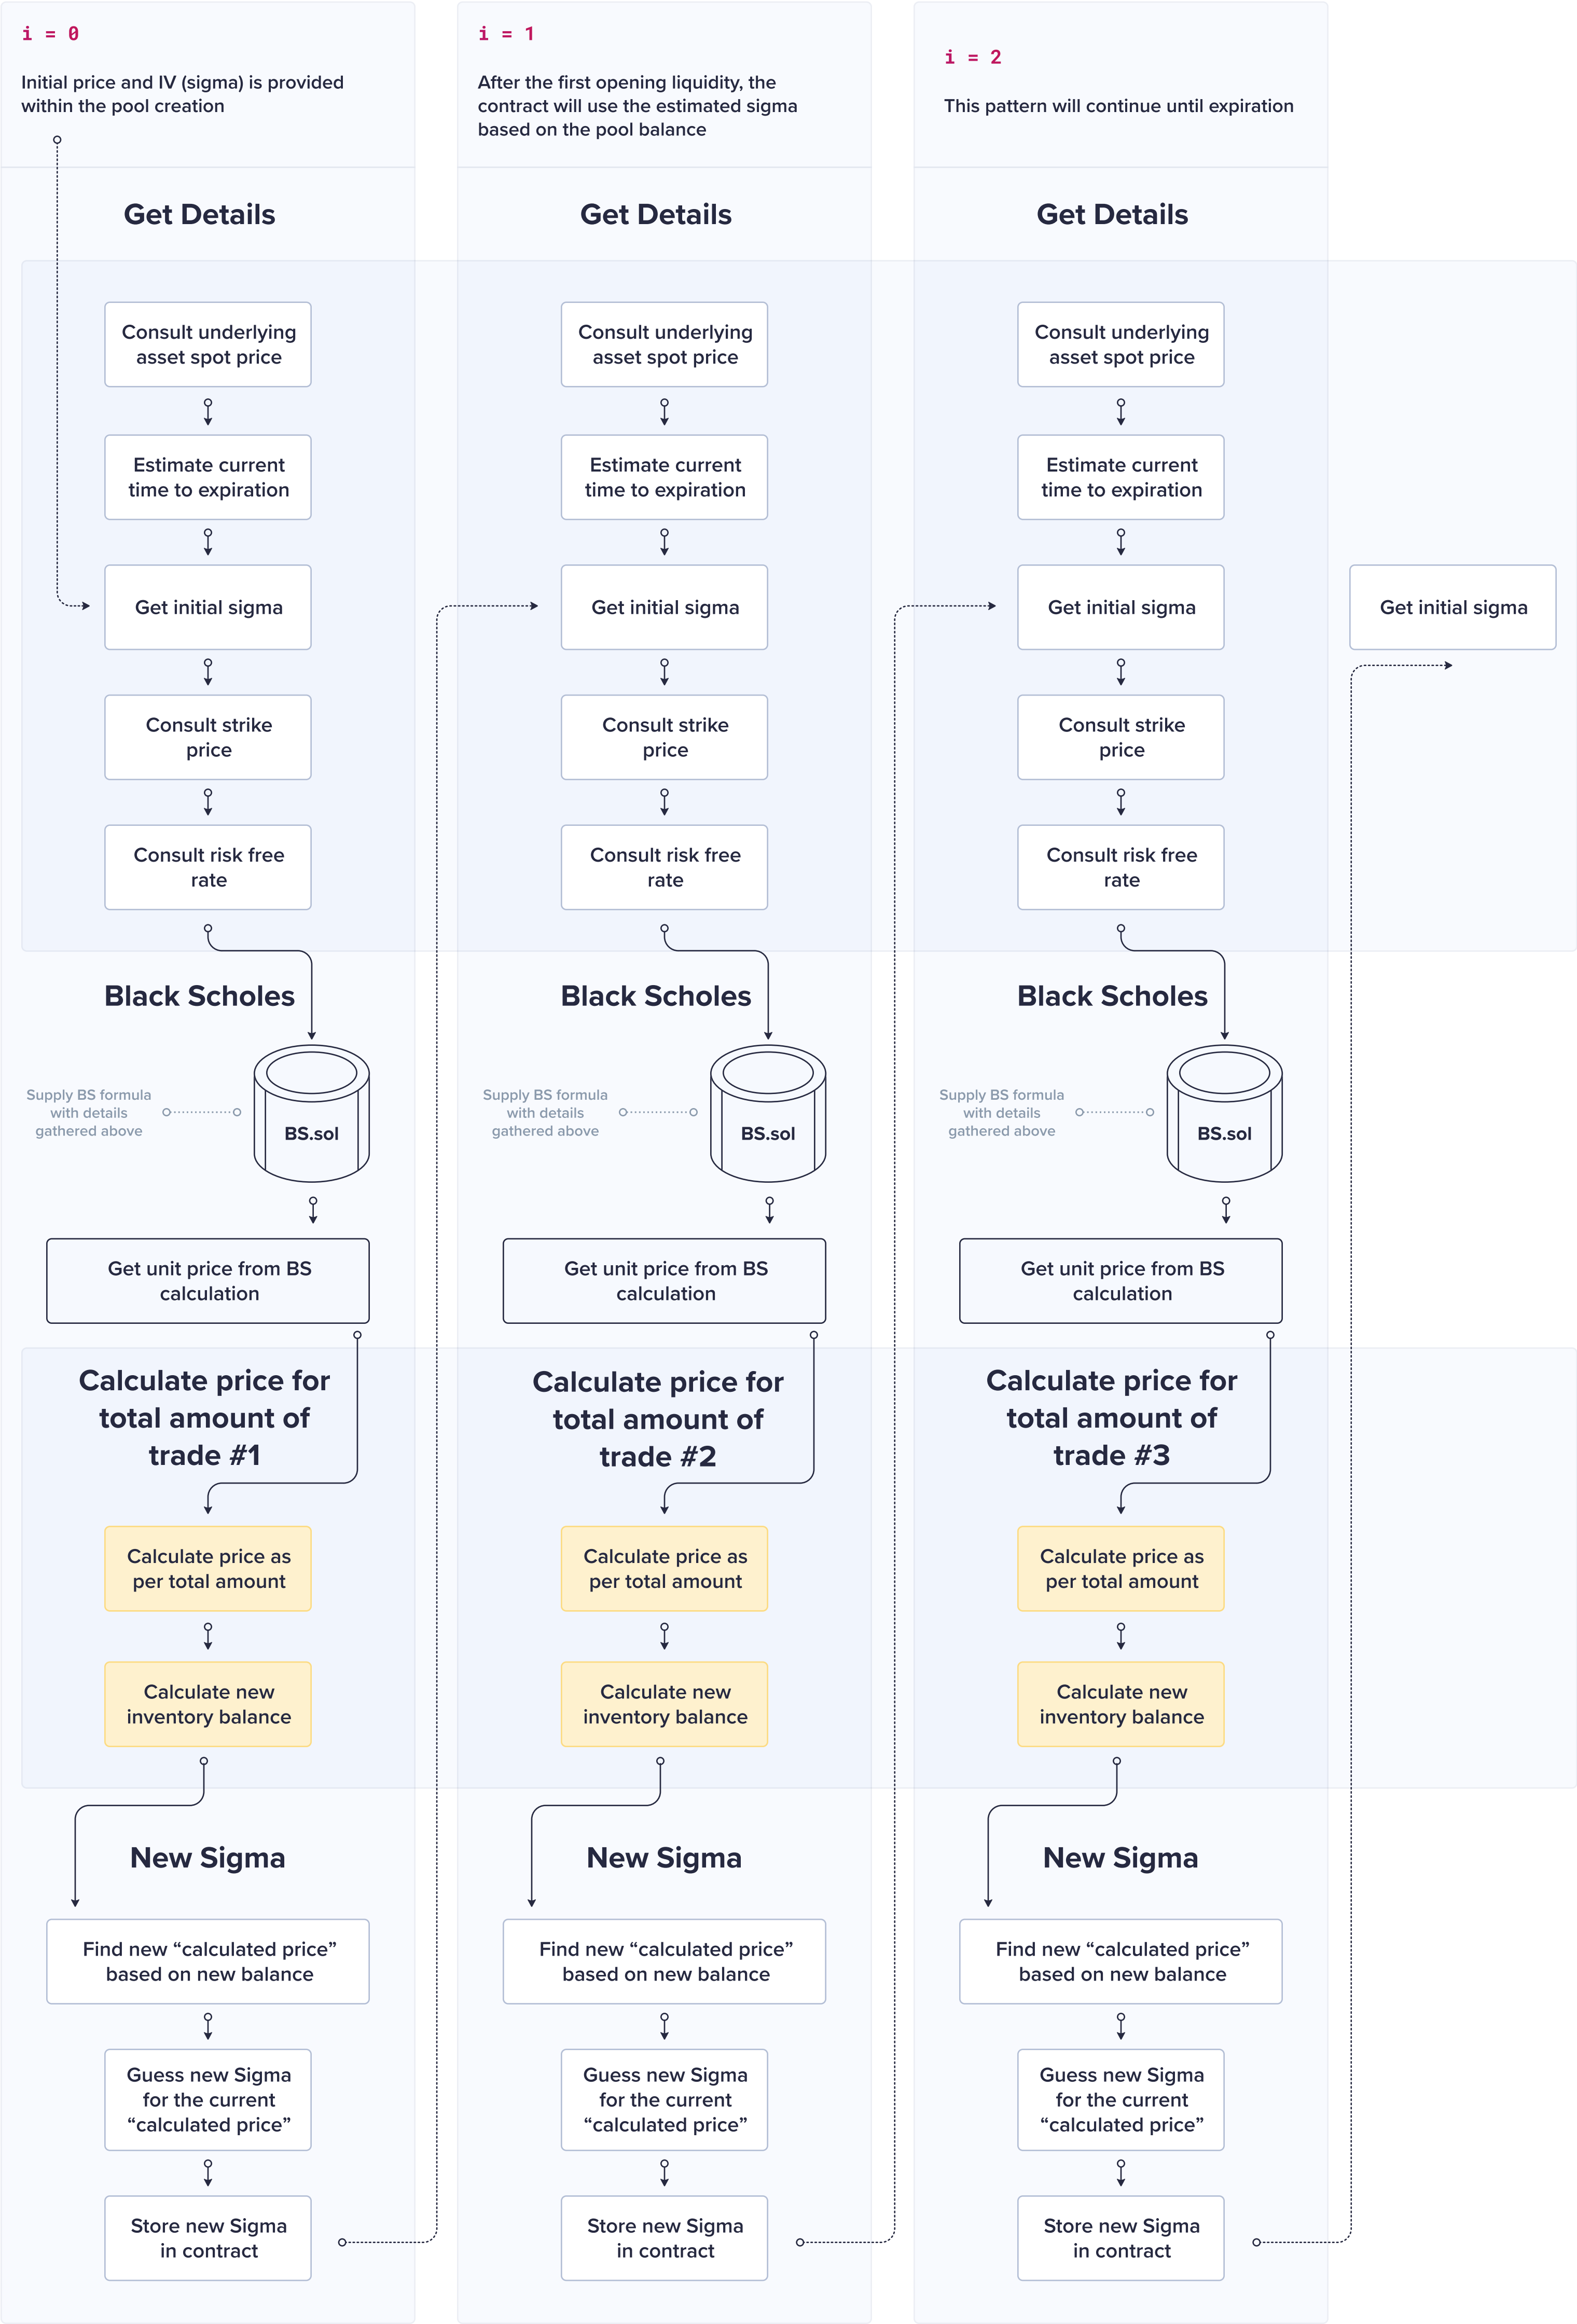 i = 0
Initial price and IV (sigma) is provided
within the pool creation
Get Details
Consult underlying
asset spot price
Estimate current
time to expiration
Get initial sigma
Consult strike
price
Consult risk free
rate
Black Scholes
Supply BS formula
with details
gathered above
BS.sol
Get unit price from BS
calculation
Calculate price for
total amount of
trade #1
Calculate price as
per total amount
Calculate new
inventory balance
New Sigma
Find new “calculated price”
based on new balance
Guess new Sigma
for the current
“calculated price”
Store new Sigma
in contract
i = 1
After the first opening liquidity, the
contract will use the estimated sigma
based on the pool balance
Get Details
Consult underlying
asset spot price
Estimate current
time to expiration
Get initial sigma
Consult strike
price
Consult risk free
rate
Black Scholes
Supply BS formula
with details
gathered above
BS.sol
Get unit price from BS
calculation
Calculate price for
total amount of
trade #2
Calculate price as
per total amount
Calculate new
inventory balance
New Sigma
Find new “calculated price”
based on new balance
Guess new Sigma
for the current
“calculated price”
Store new Sigma
in contract
i = 2
This pattern will continue until expiration
Get Details
Consult underlying
asset spot price
Estimate current
time to expiration
Get initial sigma
Consult strike
price
Consult risk free
rate
Black Scholes
Supply BS formula
with details
gathered above
BS.sol
Get unit price from BS
calculation
Calculate price for
total amount of
trade #3
Calculate price as
per total amount
Calculate new
inventory balance
New Sigma
Find new “calculated price”
based on new balance
Guess new Sigma
for the current
“calculated price”
Store new Sigma
in contract
Get initial sigma